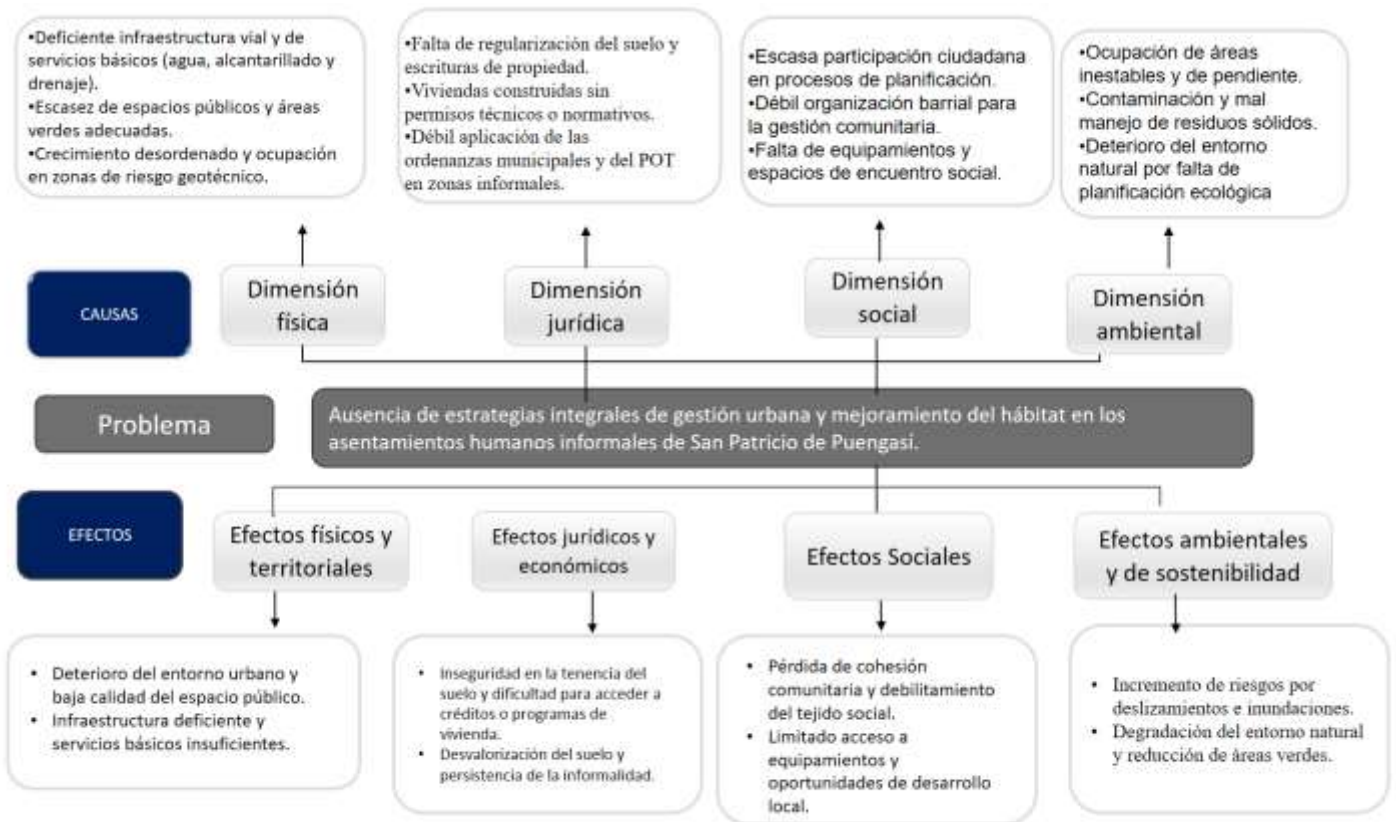 •Deficiente infraestructura vial y de
servicios básicos (agua, alcantarillado y
drenaje).
•Escasez de espacios públicos y áreas
verdes adecuadas.
•Crecimiento desordenado y ocupación
en zonas de riesgo geotécnico.
•Falta de regularización del suelo y
escrituras de propiedad.
•Viviendas construidas sin
permisos técnicos o normativos.
•Débil aplicación de las
ordenanzas municipales y del POT
en zonas informales.
•Escasa participación ciudadana
en procesos de planificación.
•Débil organización barrial para
la gestión comunitaria.
•Falta de equipamientos y
espacios de encuentro social.
•Ocupación de áreas
inestables y de pendiente.
•Contaminación y mal
manejo de residuos sólidos.
•Deterioro del entorno
natural por falta de
planificación ecológica
CAUSAS
Dimensión
física
Dimensión
jurídica
Dimensión
social
Dimensión
ambiental
Problema
Ausencia de estrategias integrales de gestión urbana y mejoramiento del hábitat en los
asentamientos humanos informales de San Patricio de Puengasí.
EFECTOS
Efectos físicos y
territoriales
Efectos jurídicos y
económicos
Efectos Sociales
Efectos ambientales
y de sostenibilidad
• Deterioro del entorno urbano y
baja calidad del espacio público.
• Infraestructura deficiente y
servicios básicos insuficientes.
• Inseguridad en la tenencia del
suelo y dificultad para acceder a
créditos o programas de
vivienda.
• Desvalorización del suelo y
persistencia de la informalidad.
• Pérdida de cohesión
comunitaria y debilitamiento
del tejido social.
• Limitado acceso a
equipamientos y
oportunidades de desarrollo
local.
• Incremento de riesgos por
deslizamientos e inundaciones.
• Degradación del entorno natural
y reducción de áreas verdes.